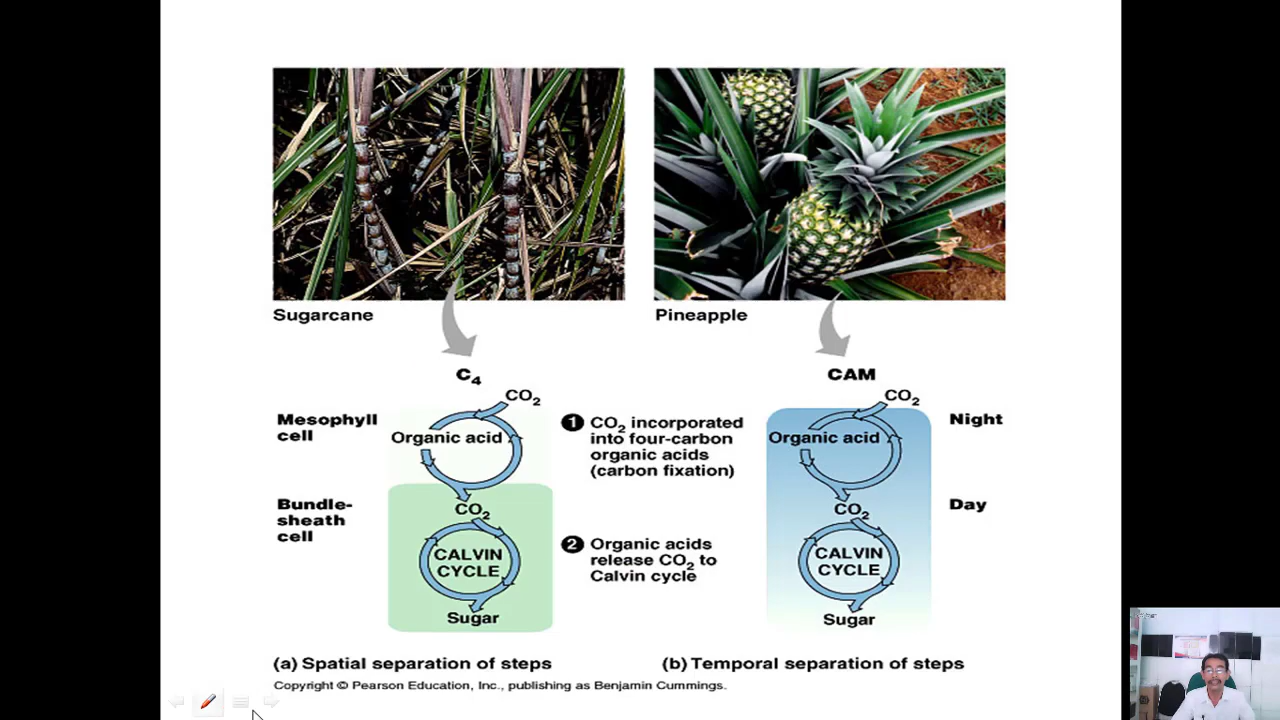 Sugarcane
Pineapple
C4
CAM
CO2
CO2
Mesophyll
cell
Organic acid
1 CO2 incorporated
into four-carbon
organic acids
(carbon fixation)
Organic acid
Night
Bundle-
sheath
cell
CO2
CO2
Day
CALVIN
CYCLE
2 Organic acids
release CO2 to
Calvin cycle
CALVIN
CYCLE
Sugar
Sugar
(a) Spatial separation of steps
(b) Temporal separation of steps
Copyright © Pearson Education, Inc., publishing as Benjamin Cummings.